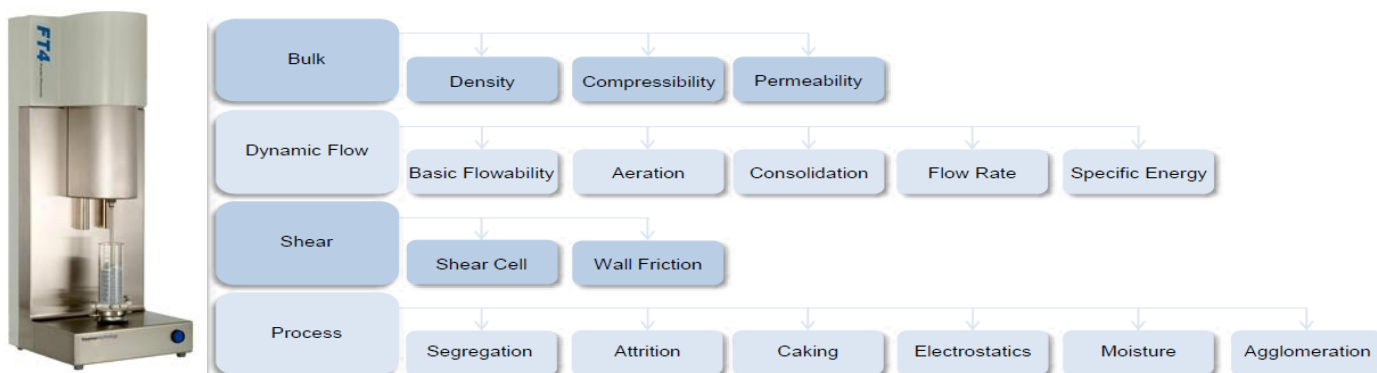 FT4
Bulk
Density
Compressibility
Permeability
Dynamic Flow
Basic Flowability
Aeration
Consolidation
Flow Rate
Specific Energy
Shear
Shear Cell
Wall Friction
Process
Segregation
Attrition
Caking
Electrostatics
Moisture
Agglomeration